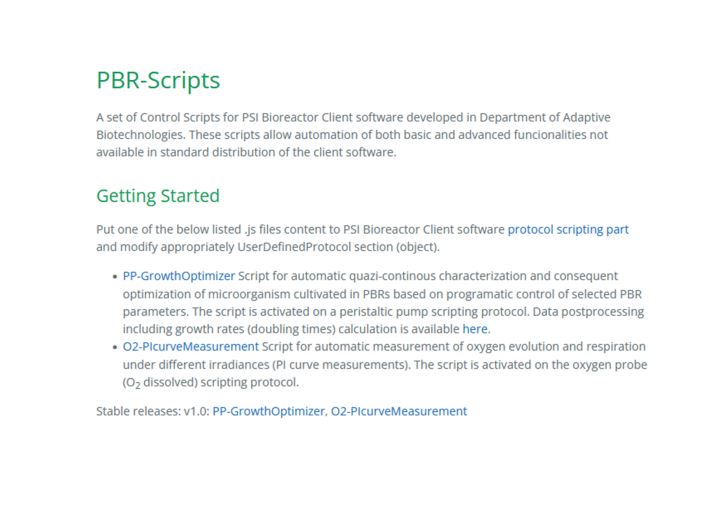 PBR-Scripts
A set of Control Scripts for PSI Bioreactor Client software developed in Department of Adaptive
Biotechnologies. These scripts allow automation of both basic and advanced funcionalities not
available in standard distribution of the client software.
Getting Started
Put one of the below listed .js files content to PSI Bioreactor Client software protocol scripting part
and modify appropriately UserDefinedProtocol section (object).
• PP-GrowthOptimizer Script for automatic quazi-continous characterization and consequent
optimization of microorganism cultivated in PBRs based on programatic control of selected PBR
parameters. The script is activated on a peristaltic pump scripting protocol. Data postprocessing
including growth rates (doubling times) calculation is available here.
• O2-PIcurveMeasurement Script for automatic measurement of oxygen evolution and respiration
under different irradiances (PI curve measurements). The script is activated on the oxygen probe
(O2 dissolved) scripting protocol.
Stable releases: v1.0: PP-GrowthOptimizer, O2-PIcurveMeasurement